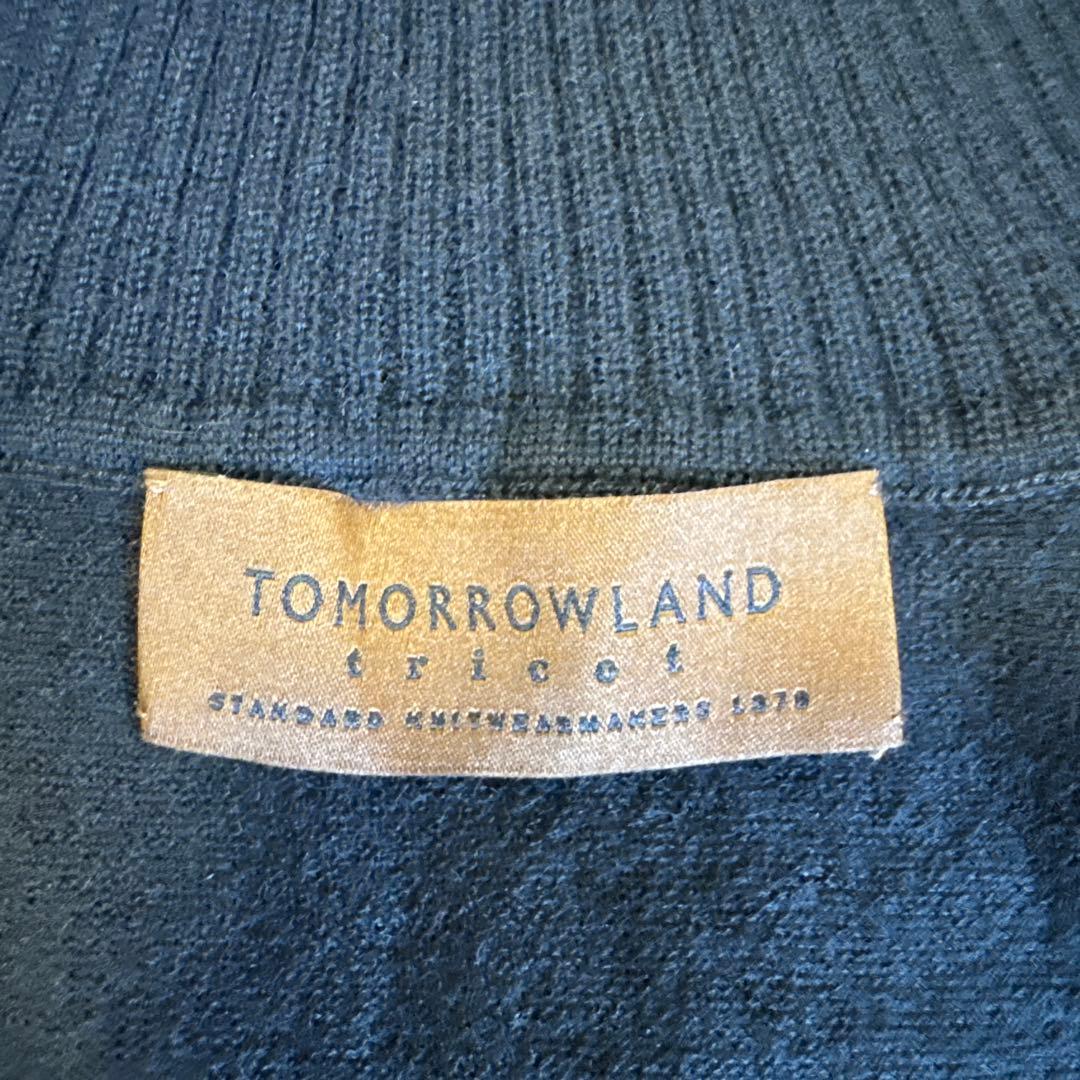 TOMORROWLAND
tricot
STANDARD KNITWEARMAKERS 1978